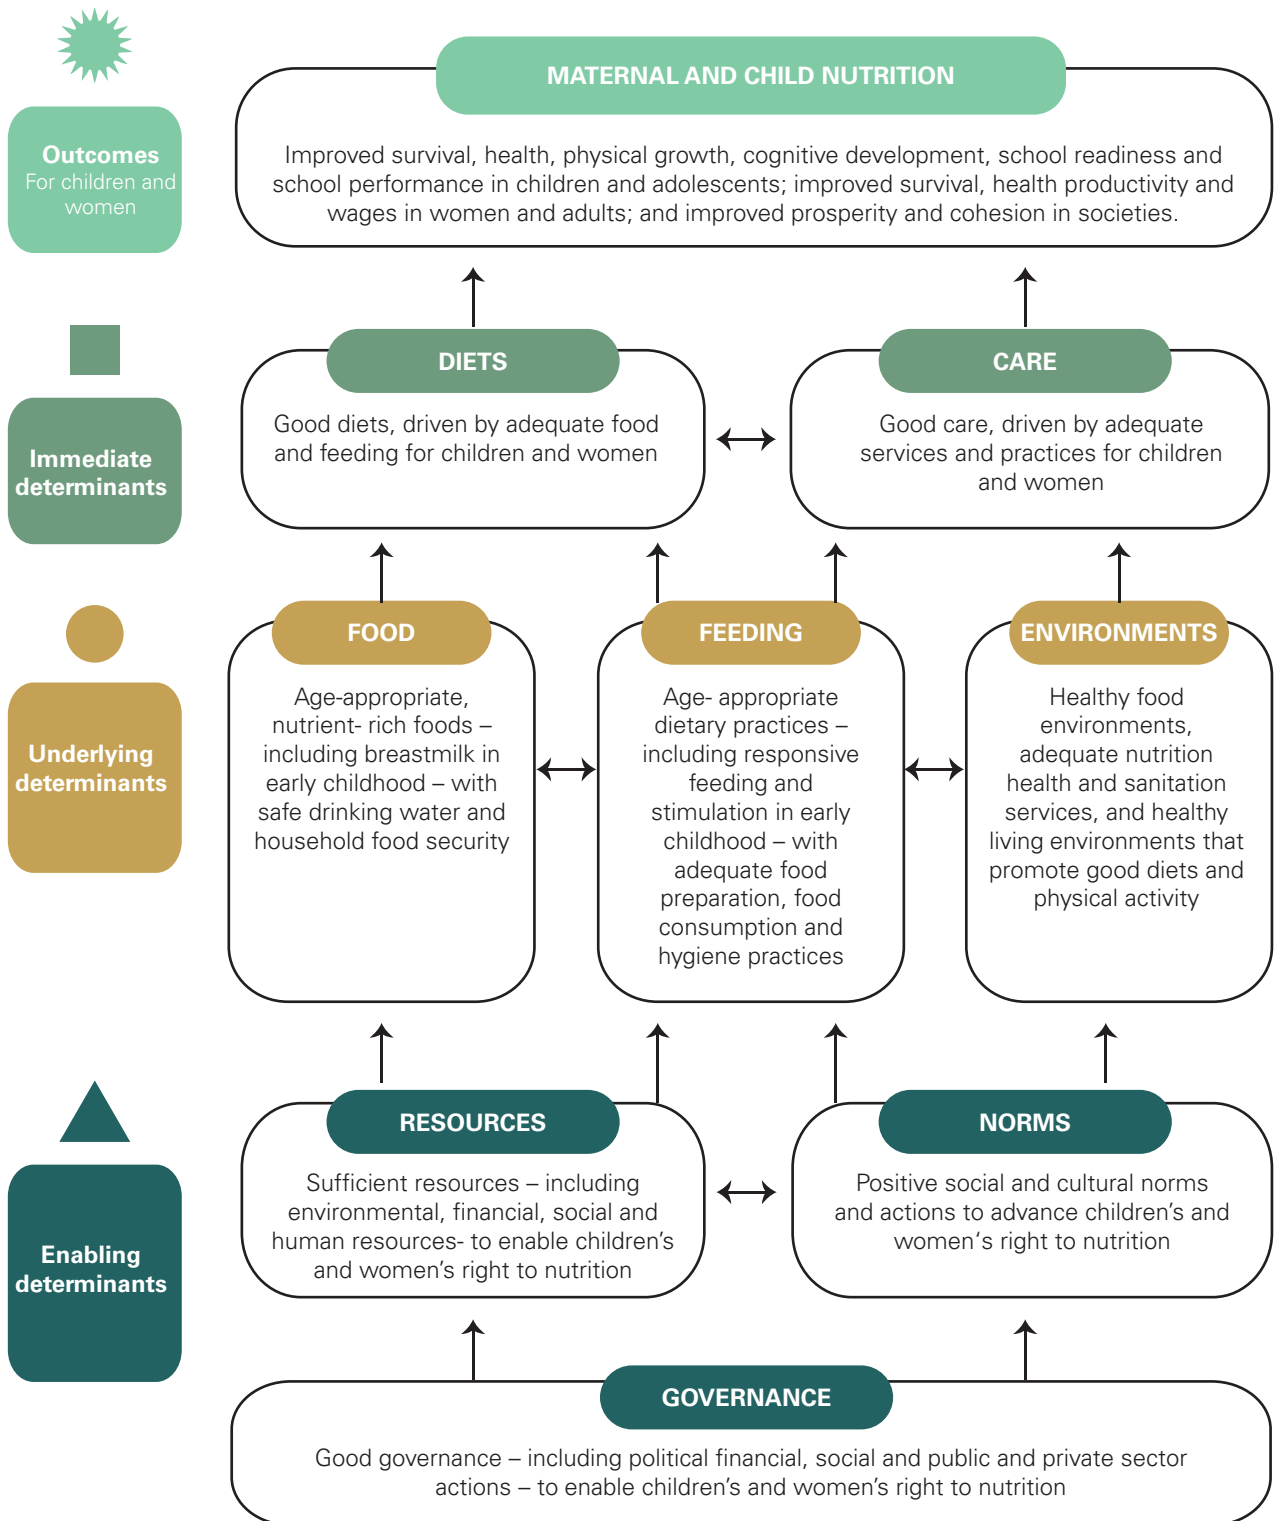 MATERNAL AND CHILD NUTRITION
Outcomes
For children and
women
Improved survival, health, physical growth, cognitive development, school readiness and
school performance in children and adolescents; improved survival, health productivity and
wages in women and adults; and improved prosperity and cohesion in societies.
Immediate
determinants
DIETS
Good diets, driven by adequate food
and feeding for children and women
CARE
Good care, driven by adequate
services and practices for children
and women
Underlying
determinants
FOOD
Age-appropriate,
nutrient- rich foods –
including breastmilk in
early childhood – with
safe drinking water and
household food security
FEEDING
Age- appropriate
dietary practices –
including responsive
feeding and
stimulation in early
childhood – with
adequate food
preparation, food
consumption and
hygiene practices
ENVIRONMENTS
Healthy food
environments,
adequate nutrition
health and sanitation
services, and healthy
living environments that
promote good diets and
physical activity
Enabling
determinants
RESOURCES
Sufficient resources – including
environmental, financial, social and
human resources- to enable children’s
and women’s right to nutrition
NORMS
Positive social and cultural norms
and actions to advance children’s and
women‘s right to nutrition
GOVERNANCE
Good governance – including political financial, social and public and private sector
actions – to enable children’s and women’s right to nutrition